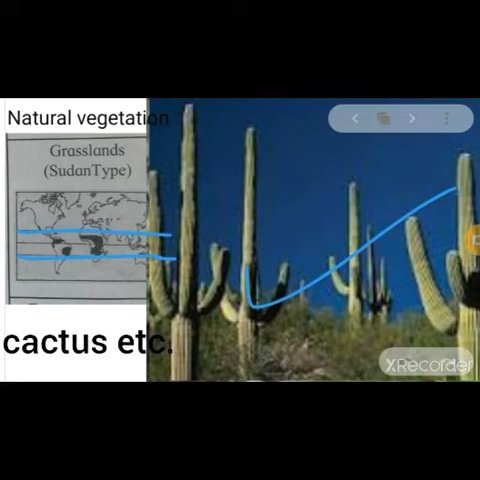 Natural vegetation
Grasslands
(SudanType)
cactus etc.
XRecorder